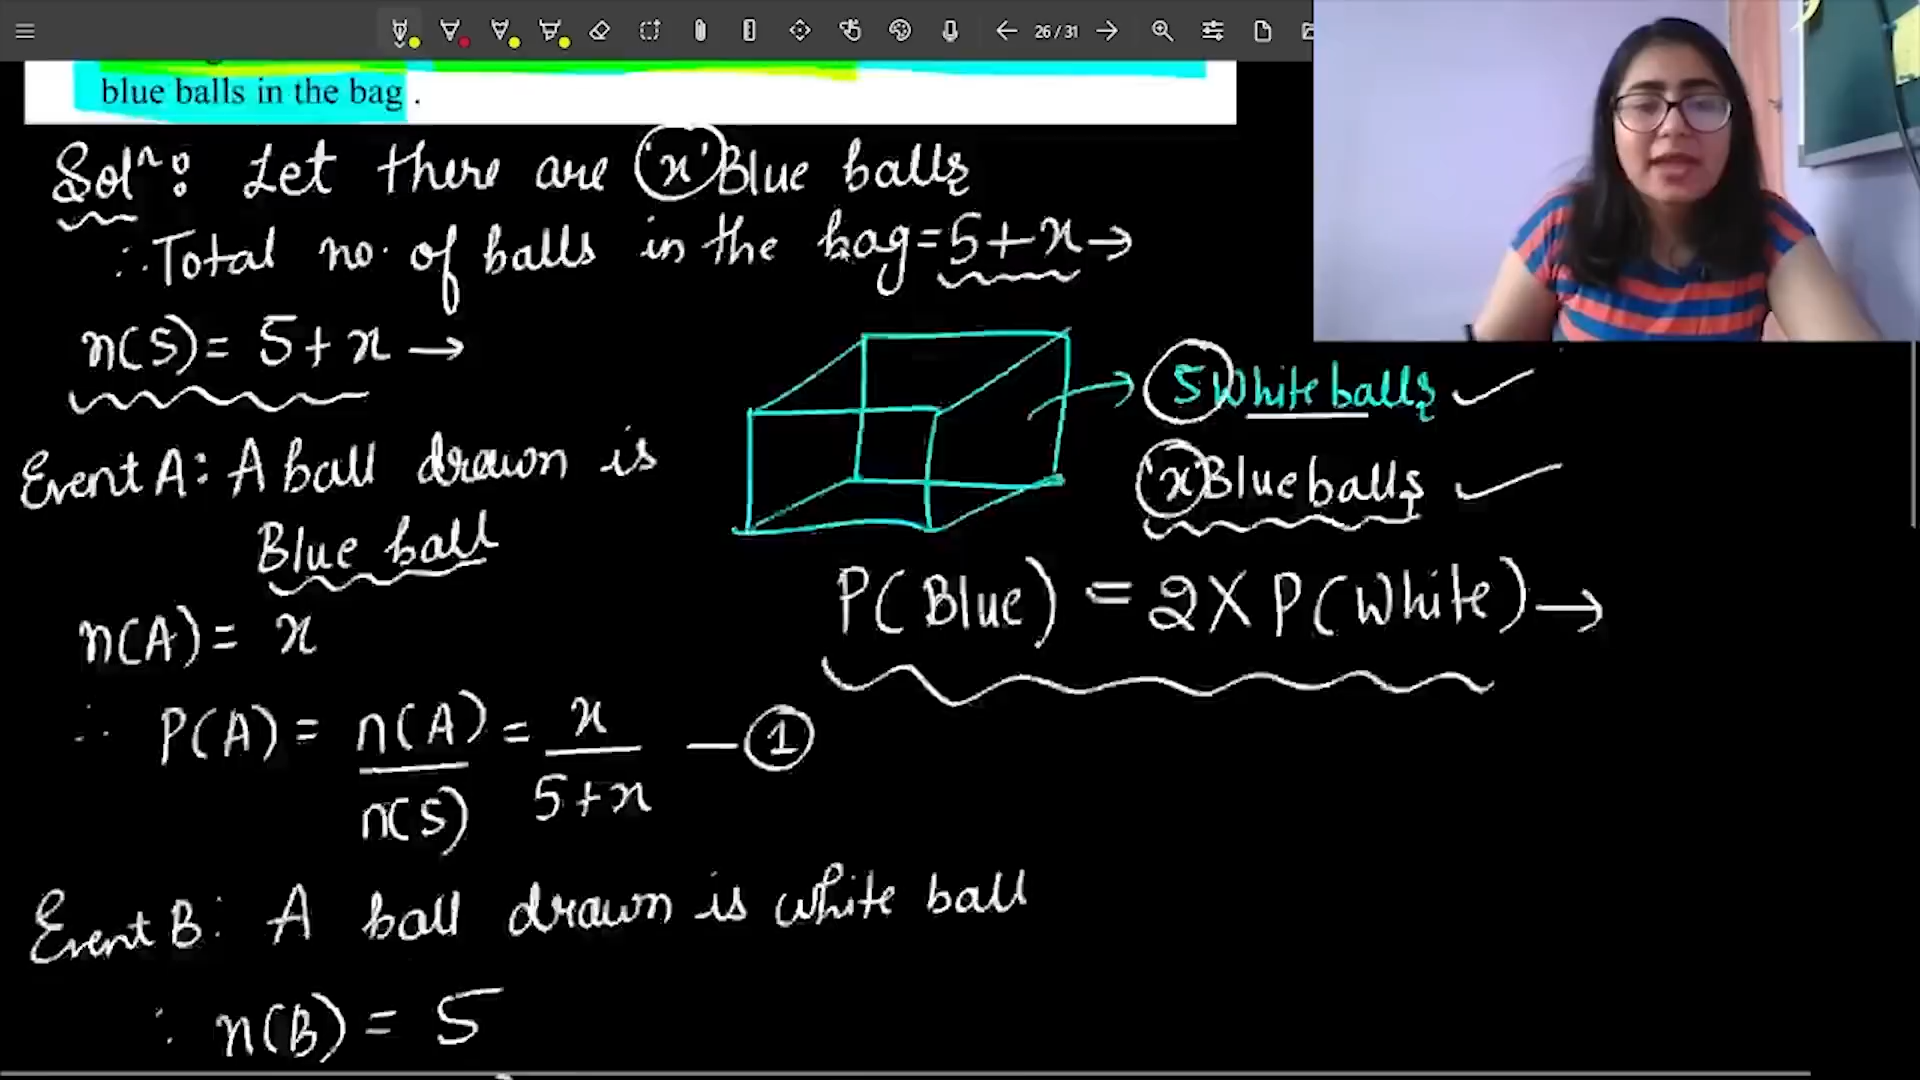 26/31
blue balls in the bag .
Solⁿ: Let there are 'x' Blue balls
∴ Total no. of balls in the bag = 5+x →
n(S) = 5+x →
5 White balls ✓
'x' Blue balls ✓
Event A: A ball drawn is
Blue ball
P(Blue) = 2 X P(White) →
n(A) = x
∴ P(A) = n(A)/n(S) = x/5+x — ①
Event B: A ball drawn is white ball
∴ n(B) = 5